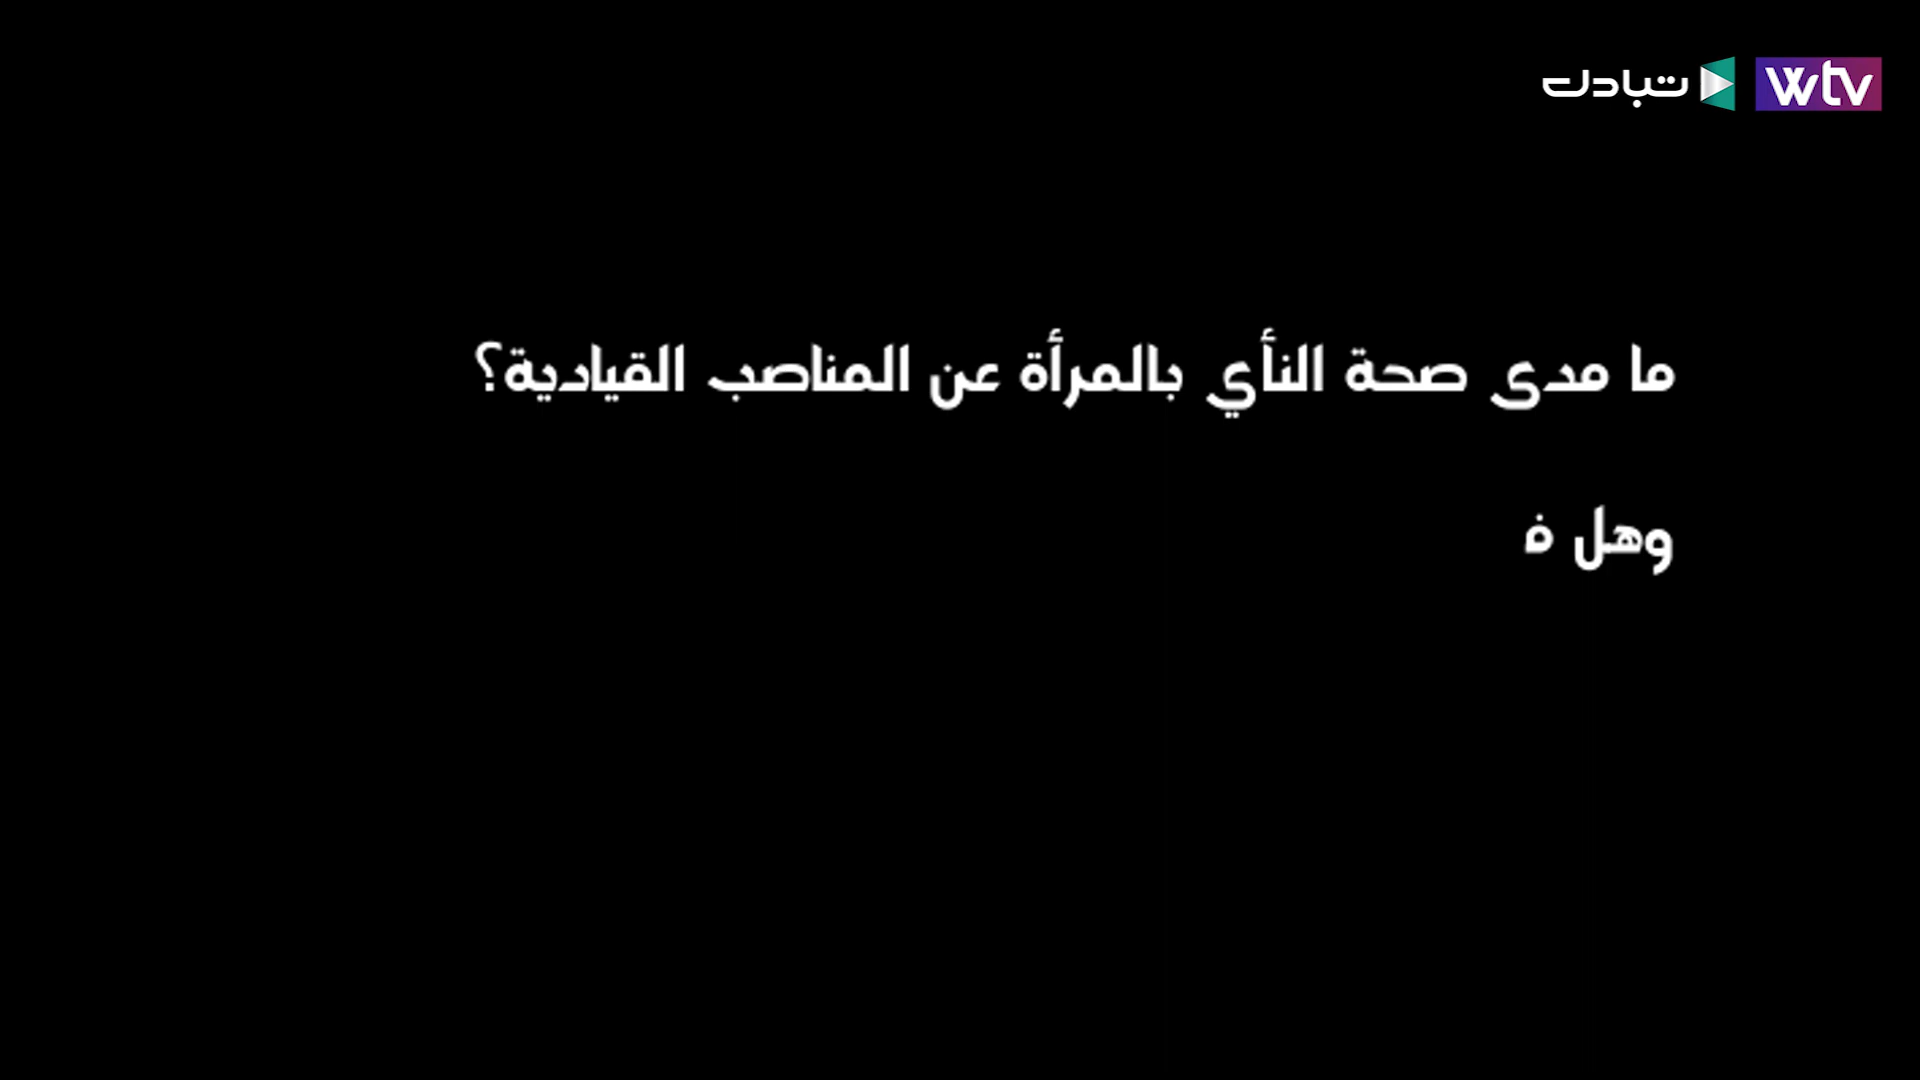 تبادل wtv
ما مدى صحة النأي بالمرأة عن المناصب القيادية؟
وهل ف